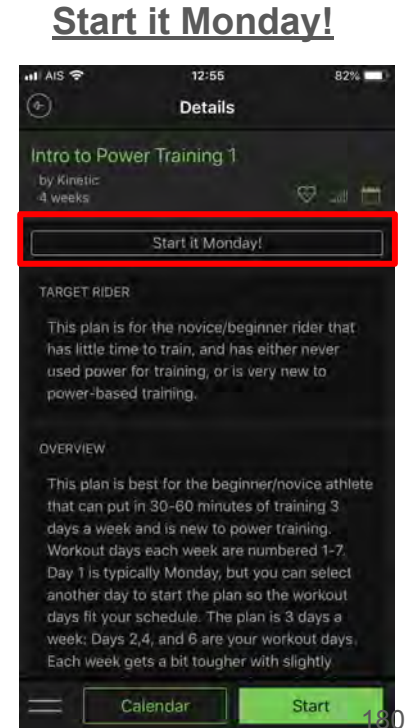 Start it Monday!
AIS 12:55 82%
Details
Intro to Power Training 1
by Kinetic
4 weeks
Start it Monday!
TARGET RIDER
This plan is for the novice/beginner rider that
has little time to train, and has either never
used power for training, or is very new to
power-based training.
OVERVIEW
This plan is best for the beginner/novice athlete
that can put in 30-60 minutes of training 3
days a week and is new to power training.
Workout days each week are numbered 1-7.
Day 1 is typically Monday, but you can select
another day to start the plan so the workout
days fit your schedule. The plan is 3 days a
week: Days 2,4, and 6 are your workout days.
Each week gets a bit tougher with slightly
Calendar Start
180